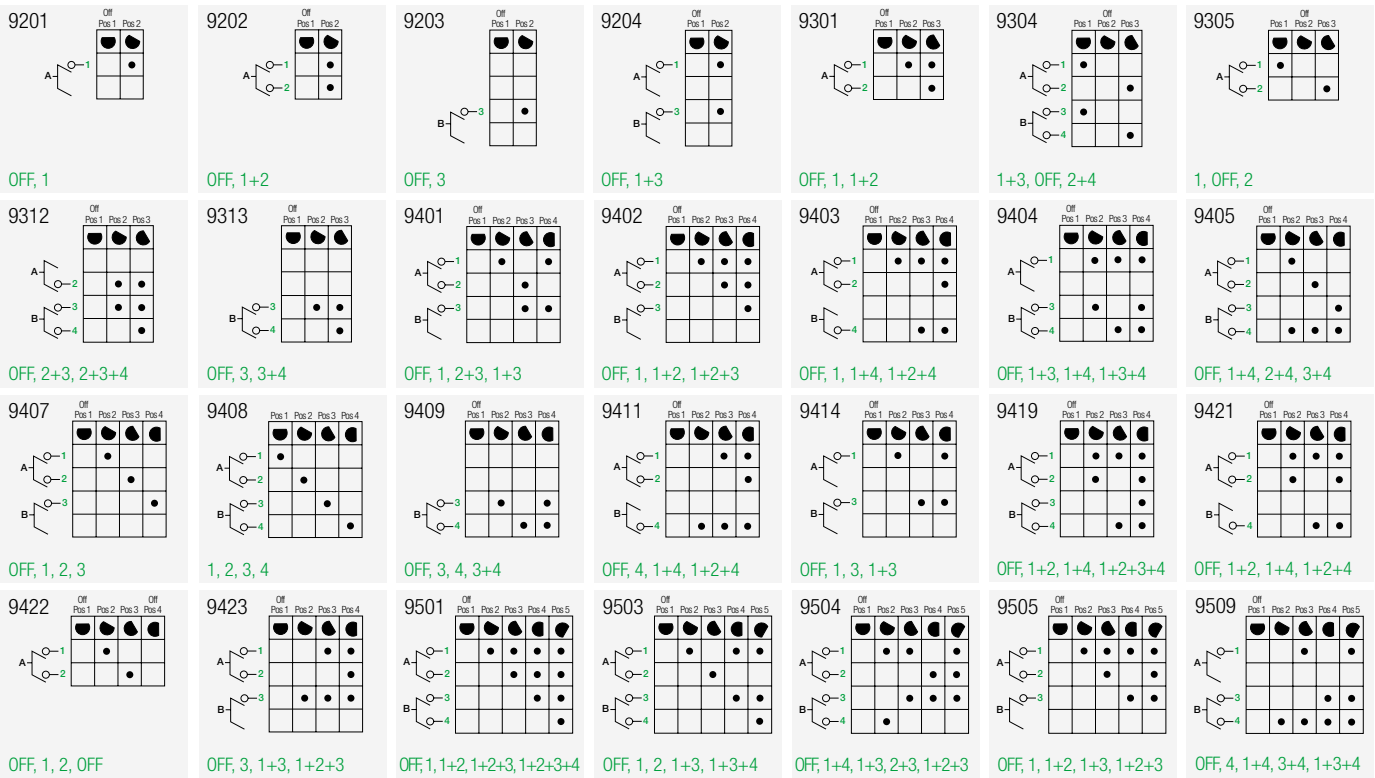 9201
Off
Pos 1 Pos 2
A
1
OFF, 1
9202
Off
Pos 1 Pos 2
A
1
2
OFF, 1+2
9203
Off
Pos 1 Pos 2
B
3
OFF, 3
9204
Off
Pos 1 Pos 2
A
1
B
3
OFF, 1+3
9301
Off
Pos 1 Pos 2 Pos 3
A
1
2
OFF, 1, 1+2
9304
Off
Pos 1 Pos 2 Pos 3
A
1
2
B
3
4
1+3, OFF, 2+4
9305
Off
Pos 1 Pos 2 Pos 3
A
1
2
1, OFF, 2
9312
Off
Pos 1 Pos 2 Pos 3
A
2
B
3
4
OFF, 2+3, 2+3+4
9313
Off
Pos 1 Pos 2 Pos 3
B
3
4
OFF, 3, 3+4
9401
Off
Pos 1 Pos 2 Pos 3 Pos 4
A
1
2
B
3
OFF, 1, 2+3, 1+3
9402
Off
Pos 1 Pos 2 Pos 3 Pos 4
A
1
2
B
3
OFF, 1, 1+2, 1+2+3
9403
Off
Pos 1 Pos 2 Pos 3 Pos 4
A
1
2
B
4
OFF, 1, 1+4, 1+2+4
9404
Off
Pos 1 Pos 2 Pos 3 Pos 4
A
1
B
3
4
OFF, 1+3, 1+4, 1+3+4
9405
Off
Pos 1 Pos 2 Pos 3 Pos 4
A
1
2
B
3
4
OFF, 1+4, 2+4, 3+4
9407
Off
Pos 1 Pos 2 Pos 3 Pos 4
A
1
2
B
3
OFF, 1, 2, 3
9408
Pos 1 Pos 2 Pos 3 Pos 4
A
1
2
B
3
4
1, 2, 3, 4
9409
Off
Pos 1 Pos 2 Pos 3 Pos 4
B
3
4
OFF, 3, 4, 3+4
9411
Off
Pos 1 Pos 2 Pos 3 Pos 4
A
1
2
B
4
OFF, 4, 1+4, 1+2+4
9414
Off
Pos 1 Pos 2 Pos 3 Pos 4
A
1
B
3
OFF, 1, 3, 1+3
9419
Off
Pos 1 Pos 2 Pos 3 Pos 4
A
1
2
B
3
4
OFF, 1+2, 1+4, 1+2+3+4
9421
Off
Pos 1 Pos 2 Pos 3 Pos 4
A
1
2
B
4
OFF, 1+2, 1+4, 1+2+4
9422
Off Off
Pos 1 Pos 2 Pos 3 Pos 4
A
1
2
OFF, 1, 2, OFF
9423
Off
Pos 1 Pos 2 Pos 3 Pos 4
A
1
2
B
3
OFF, 3, 1+3, 1+2+3
9501
Off
Pos 1 Pos 2 Pos 3 Pos 4 Pos 5
A
1
2
B
3
4
OFF, 1, 1+2, 1+2+3, 1+2+3+4
9503
Off
Pos 1 Pos 2 Pos 3 Pos 4 Pos 5
A
1
2
B
3
4
OFF, 1, 2, 1+3, 1+3+4
9504
Off
Pos 1 Pos 2 Pos 3 Pos 4 Pos 5
A
1
2
B
3
4
OFF, 1+4, 1+3, 2+3, 1+2+3
9505
Off
Pos 1 Pos 2 Pos 3 Pos 4 Pos 5
A
1
2
B
3
OFF, 1, 1+2, 1+3, 1+2+3
9509
Off
Pos 1 Pos 2 Pos 3 Pos 4 Pos 5
A
1
B
3
4
OFF, 4, 1+4, 3+4, 1+3+4